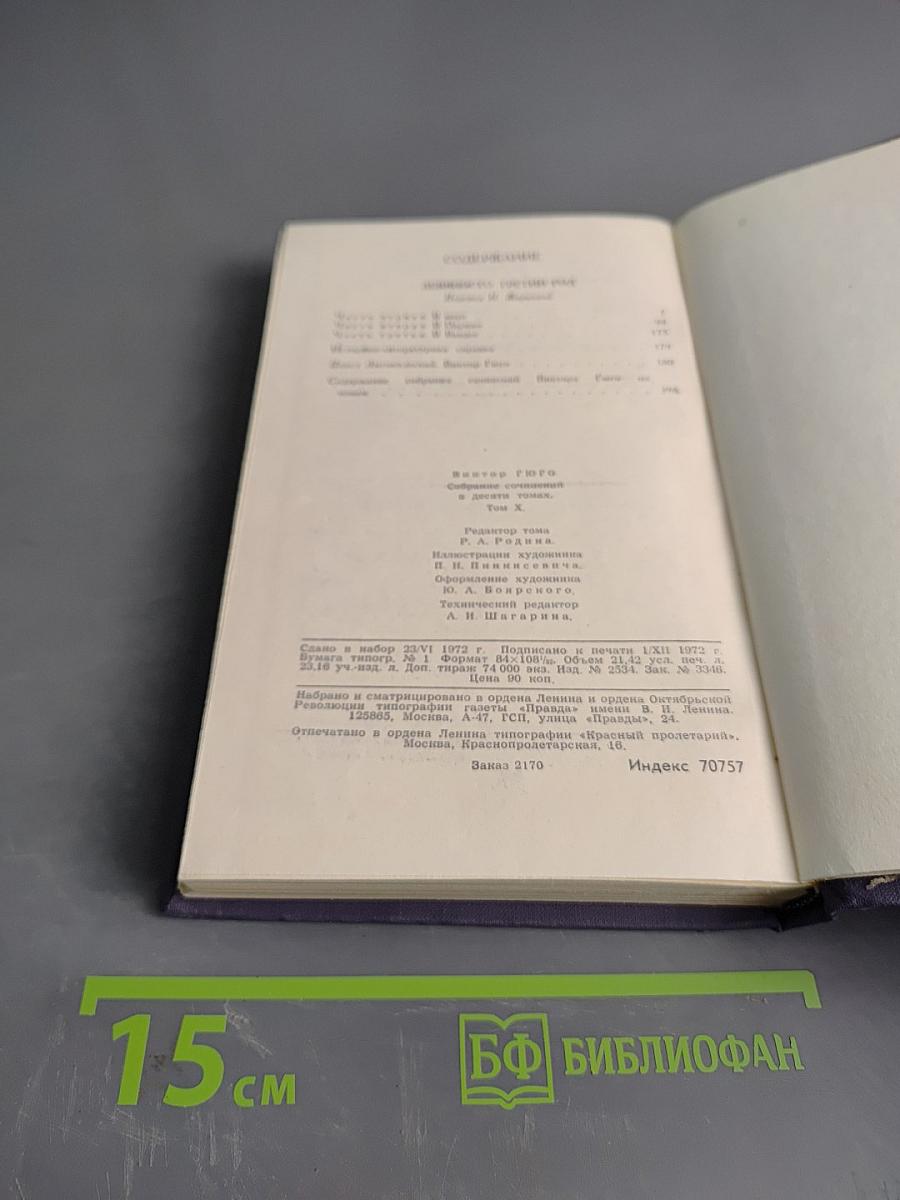 СОДЕРЖАНИЕ
Виктор ГЮГО.
Собрание сочинений
в десяти томах.
Том X.
Редактор тома
Р. А. Родина.
Иллюстрации художника
П. Н. Пинкисевича.
Оформление художника
Ю. А. Боярского.
Технический редактор
А. И. Шагарина.
Сдано в набор 23/VI 1972 г. Подписано к печати 1/XII 1972 г.
Бумага типогр. № 1 Формат 84×108¹/₃₂. Объем 21,42 усл. печ. л.
23,16 уч.-изд. л. Доп. тираж 74 000 экз. Изд. № 2534. Зак. № 3346.
Цена 90 коп.
Набрано и сматрицировано в ордена Ленина и ордена Октябрьской
Революции типографии газеты «Правда» имени В. И. Ленина.
125865, Москва, А-47, ГСП, улица «Правды», 24.
Отпечатано в ордена Ленина типографии «Красный пролетарий».
Москва, Краснопролетарская, 16.
Заказ 2170 Индекс 70757
15 см БФ БИБЛИОФАН